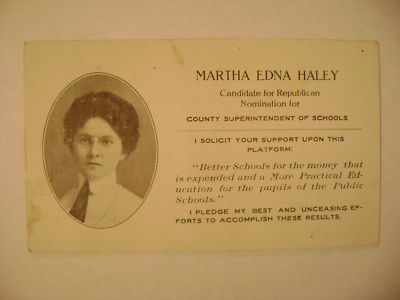 MARTHA EDNA HALEY
Candidate for Republican
Nomination for
COUNTY SUPERINTENDENT OF SCHOOLS
I SOLICIT YOUR SUPPORT UPON THIS
PLATFORM:
"Better Schools for the money that
is expended and a More Practical Ed-
ucation for the pupils of the Public
Schools."
I PLEDGE MY BEST AND UNCEASING EF-
FORTS TO ACCOMPLISH THESE RESULTS.